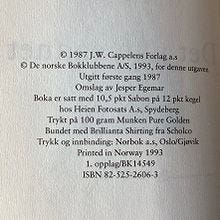 © 1987 J.W. Cappelens Forlag a.s
© De norske Bokklubbene A/S, 1993, for denne utgaven
Utgitt første gang 1987
Omslag av Jesper Egemar
Boka er satt med 10,5 pkt Sabon på 12 pkt kegel
hos Heien Fotosats A.s, Spydeberg
Trykt på 100 gram Munken Pure Golden
Bundet med Brillianta Shirting fra Scholco
Trykk og innbinding: Norbok a.s, Oslo/Gjøvik
Printed in Norway 1993
1. opplag/BK14549
ISBN 82-525-2606-3